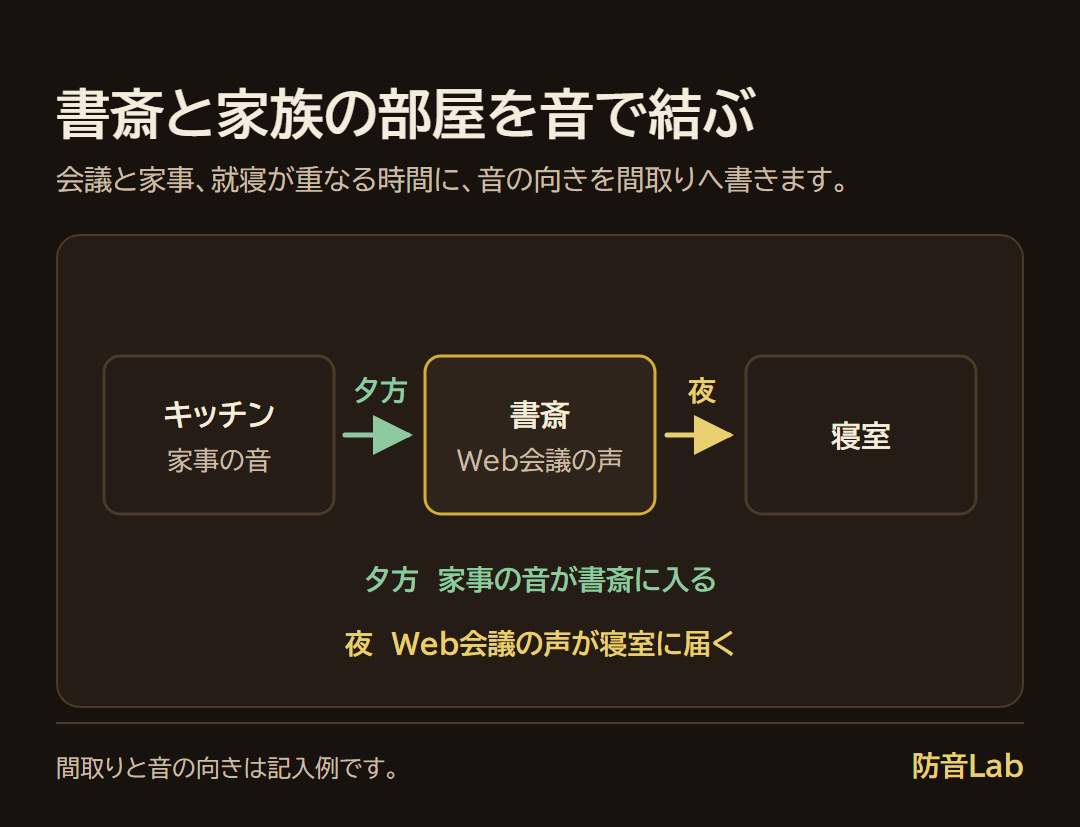 書斎と家族の部屋を音で結ぶ
会議と家事、就寝が重なる時間に、音の向きを間取りへ書きます。
キッチン
家事の音
夕方
書斎
Web会議の声
夜
寝室
夕方 家事の音が書斎に入る
夜 Web会議の声が寝室に届く
間取りと音の向きは記入例です。
防音Lab